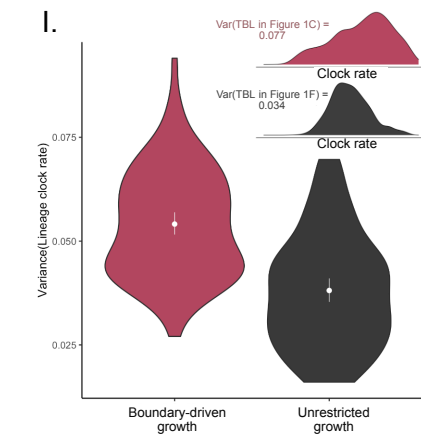 I.
Var(TBL in Figure 1C) =
0.077
Clock rate
Var(TBL in Figure 1F) =
0.034
Clock rate
Variance(Lineage clock rate)
0.075
0.050
0.025
Boundary-driven
growth
Unrestricted
growth